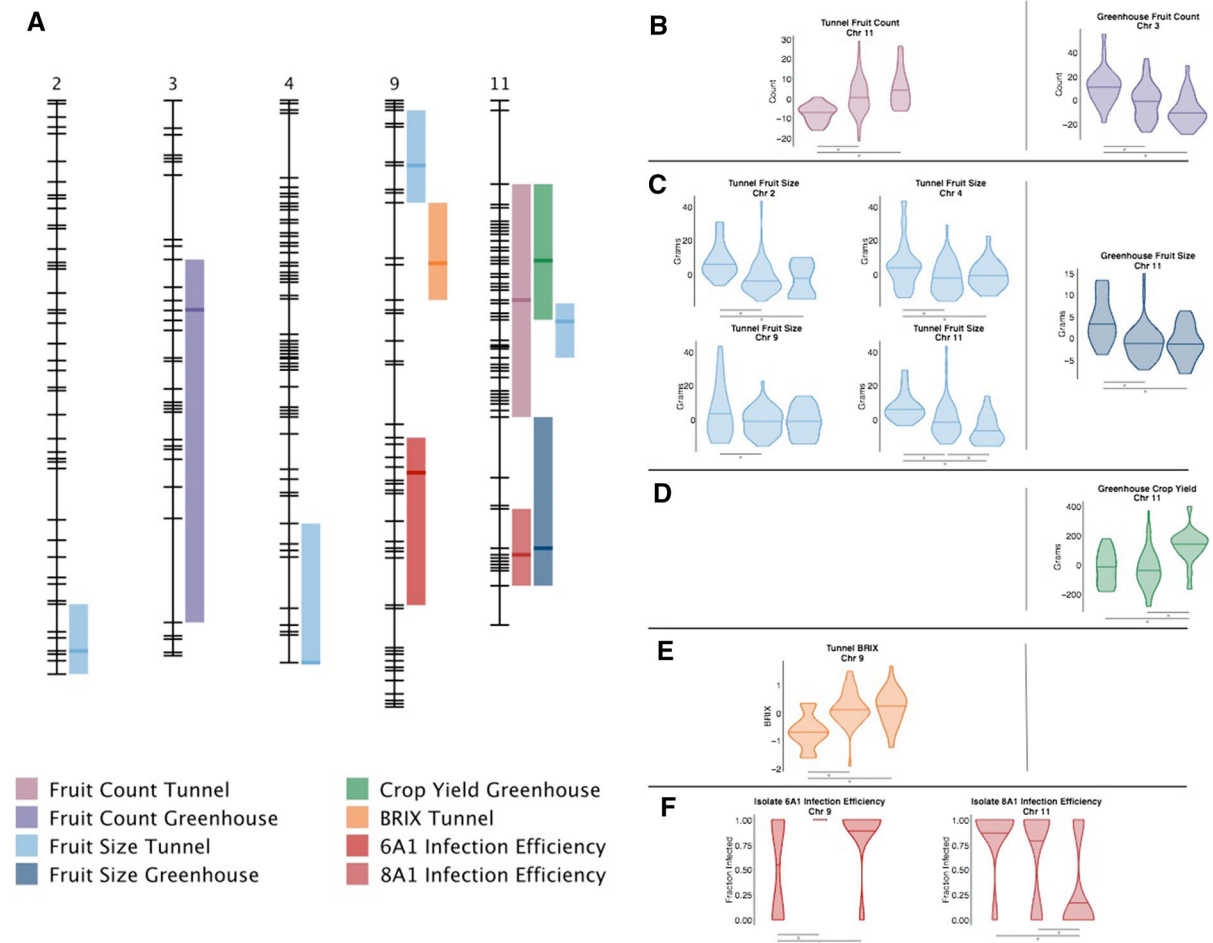 A
2
3
4
9
11
Fruit Count Tunnel
Fruit Count Greenhouse
Fruit Size Tunnel
Fruit Size Greenhouse
Crop Yield Greenhouse
BRIX Tunnel
6A1 Infection Efficiency
8A1 Infection Efficiency
B
Tunnel Fruit Count
Chr 11
Count
30
20
10
0
−10
−20
Greenhouse Fruit Count
Chr 3
Count
40
20
0
−20
C
Tunnel Fruit Size
Chr 2
Grams
40
20
0
Tunnel Fruit Size
Chr 4
Grams
40
20
0
Tunnel Fruit Size
Chr 9
Grams
40
20
0
Tunnel Fruit Size
Chr 11
Grams
40
20
0
Greenhouse Fruit Size
Chr 11
Grams
15
10
5
0
−5
D
Greenhouse Crop Yield
Chr 11
Grams
400
200
0
−200
E
Tunnel BRIX
Chr 9
BRIX
1
0
−1
−2
F
Isolate 6A1 Infection Efficiency
Chr 9
Fraction Infected
1.00
0.75
0.50
0.25
0.00
Isolate 8A1 Infection Efficiency
Chr 11
Fraction Infected
1.00
0.75
0.50
0.25
0.00